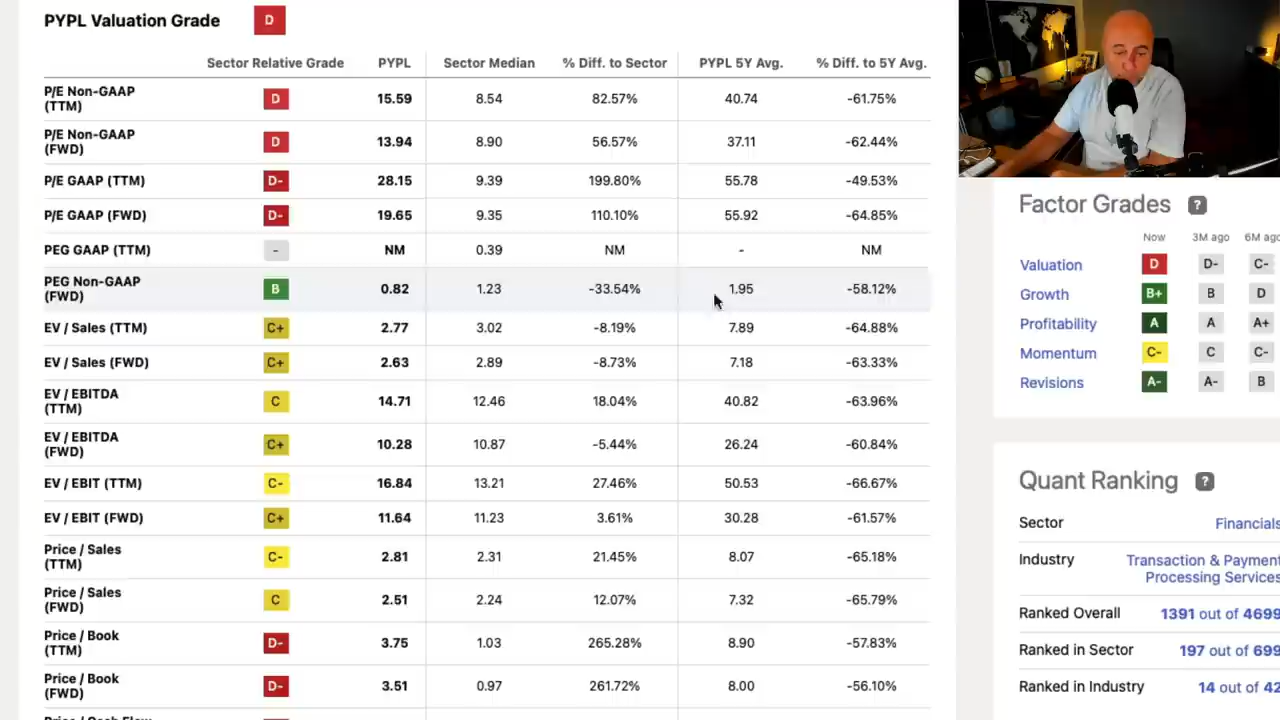 PYPL Valuation Grade D
Sector Relative Grade PYPL Sector Median % Diff. to Sector PYPL 5Y Avg. % Diff. to 5Y Avg.
P/E Non-GAAP
(TTM) D 15.59 8.54 82.57% 40.74 -61.75%
P/E Non-GAAP
(FWD) D 13.94 8.90 56.57% 37.11 -62.44%
P/E GAAP (TTM) D- 28.15 9.39 199.80% 55.78 -49.53%
P/E GAAP (FWD) D- 19.65 9.35 110.10% 55.92 -64.85%
PEG GAAP (TTM) - NM 0.39 NM - NM
PEG Non-GAAP
(FWD) B 0.82 1.23 -33.54% 1.95 -58.12%
EV / Sales (TTM) C+ 2.77 3.02 -8.19% 7.89 -64.88%
EV / Sales (FWD) C+ 2.63 2.89 -8.73% 7.18 -63.33%
EV / EBITDA
(TTM) C 14.71 12.46 18.04% 40.82 -63.96%
EV / EBITDA
(FWD) C+ 10.28 10.87 -5.44% 26.24 -60.84%
EV / EBIT (TTM) C- 16.84 13.21 27.46% 50.53 -66.67%
EV / EBIT (FWD) C+ 11.64 11.23 3.61% 30.28 -61.57%
Price / Sales
(TTM) C- 2.81 2.31 21.45% 8.07 -65.18%
Price / Sales
(FWD) C 2.51 2.24 12.07% 7.32 -65.79%
Price / Book
(TTM) D- 3.75 1.03 265.28% 8.90 -57.83%
Price / Book
(FWD) D- 3.51 0.97 261.72% 8.00 -56.10%
Price / Cash Flow
Factor Grades ?
Now 3M ago 6M ago
Valuation D D- C-
Growth B+ B D
Profitability A A A+
Momentum C- C C-
Revisions A- A- B
Quant Ranking ?
Sector Financials
Industry Transaction & Payment
Processing Services
Ranked Overall 1391 out of 4699
Ranked in Sector 197 out of 699
Ranked in Industry 14 out of 42